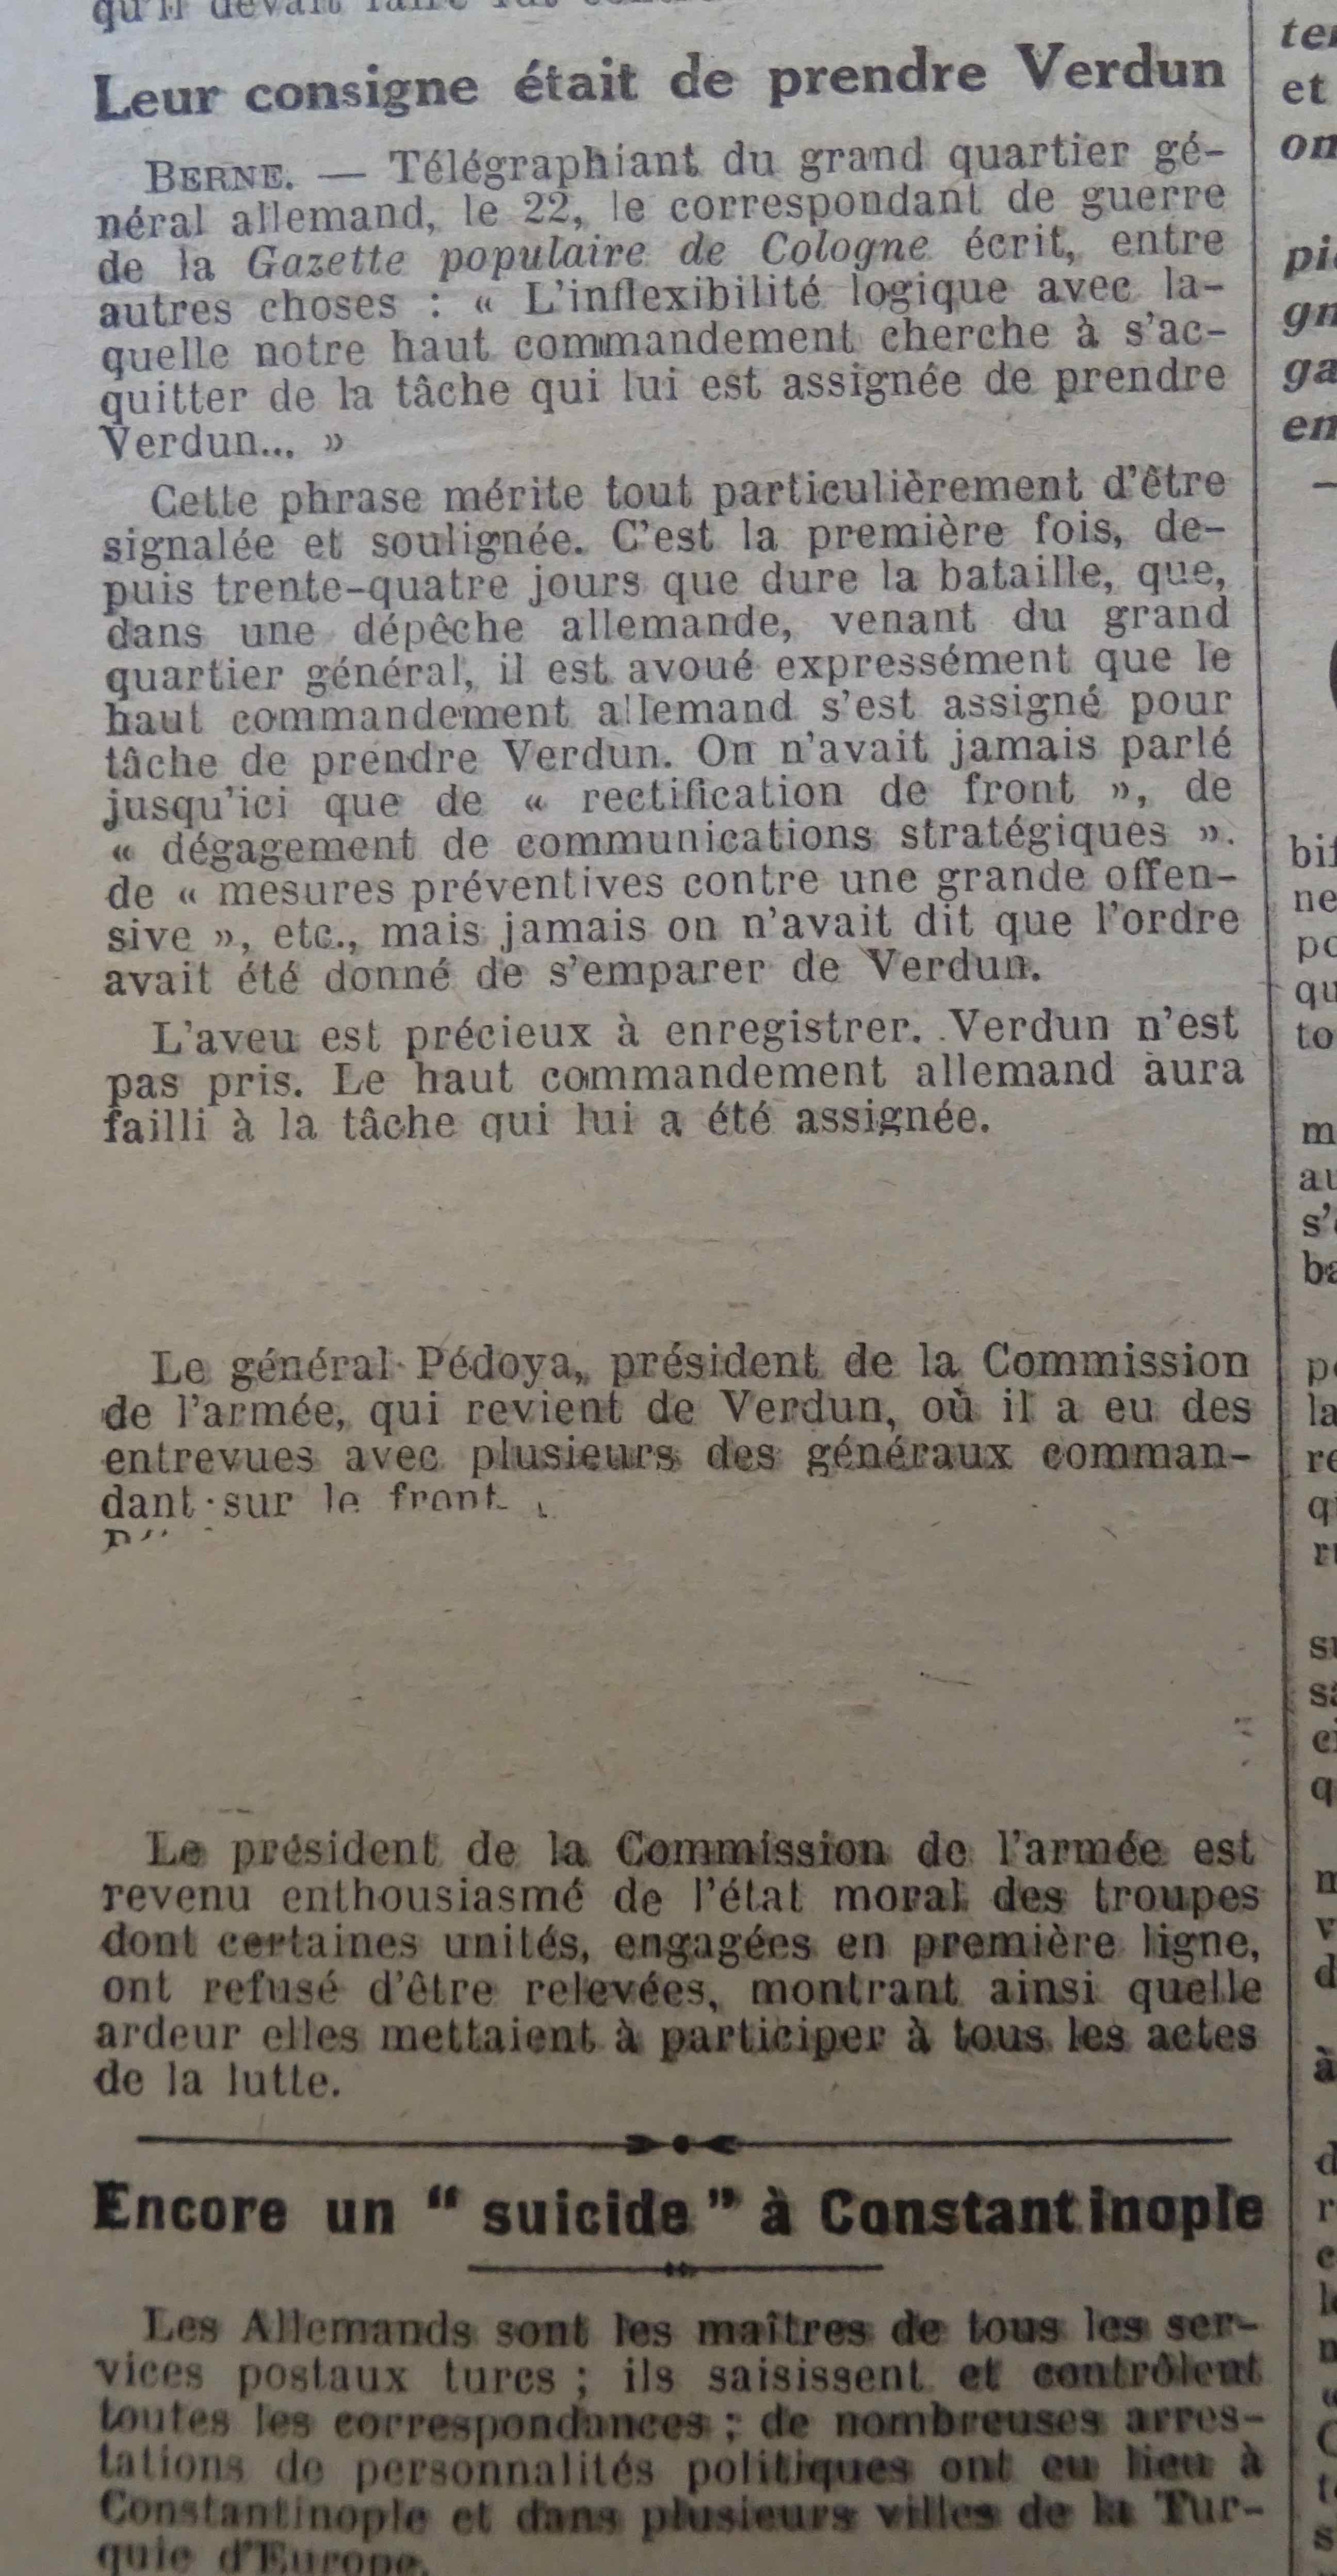 qu'il devait faire
Leur consigne était de prendre Verdun
BERNE. — Télégraphiant du grand quartier gé-
néral allemand, le 22, le correspondant de guerre
de la Gazette populaire de Cologne écrit, entre
autres choses : « L'inflexibilité logique avec la-
quelle notre haut commandement cherche à s'ac-
quitter de la tâche qui lui est assignée de prendre
Verdun... »
Cette phrase mérite tout particulièrement d'être
signalée et soulignée. C'est la première fois, de-
puis trente-quatre jours que dure la bataille, que,
dans une dépêche allemande, venant du grand
quartier général, il est avoué expressément que le
haut commandement allemand s'est assigné pour
tâche de prendre Verdun. On n'avait jamais parlé
jusqu'ici que de « rectification de front », de
« dégagement de communications stratégiques ».
de « mesures préventives contre une grande offen-
sive », etc., mais jamais on n'avait dit que l'ordre
avait été donné de s'emparer de Verdun.
L'aveu est précieux à enregistrer. Verdun n'est
pas pris. Le haut commandement allemand aura
failli à la tâche qui lui a été assignée.
Le général Pédoya, président de la Commission
de l'armée, qui revient de Verdun, où il a eu des
entrevues avec plusieurs des généraux comman-
dant sur le front
Le président de la Commission de l'armée est
revenu enthousiasmé de l'état moral des troupes
dont certaines unités, engagées en première ligne,
ont refusé d'être relevées, montrant ainsi quelle
ardeur elles mettaient à participer à tous les actes
de la lutte.
Encore un " suicide " à Constantinople
Les Allemands sont les maîtres de tous les ser-
vices postaux turcs ; ils saisissent et contrôlent
toutes les correspondances ; de nombreuses arres-
tations de personnalités politiques ont eu lieu à
Constantinople et dans plusieurs villes de la Tur-
quie d'Europe.